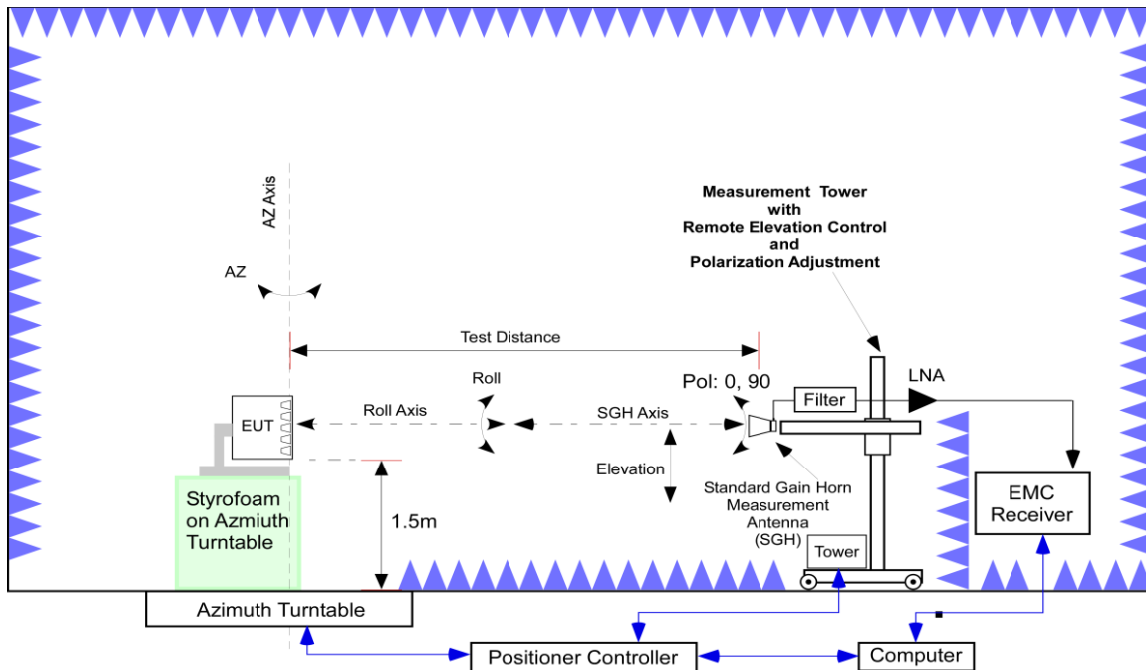 Measurement Tower
with
Remote Elevation Control
and
Polarization Adjustment
AZ Axis
AZ
Test Distance
Roll
Pol: 0, 90
LNA
Filter
EUT
Roll Axis
SGH Axis
Elevation
Standard Gain Horn
Measurement
Antenna
(SGH)
EMC
Receiver
Styrofoam
on Azmiuth
Turntable
1.5m
Tower
Azimuth Turntable
Positioner Controller
Computer